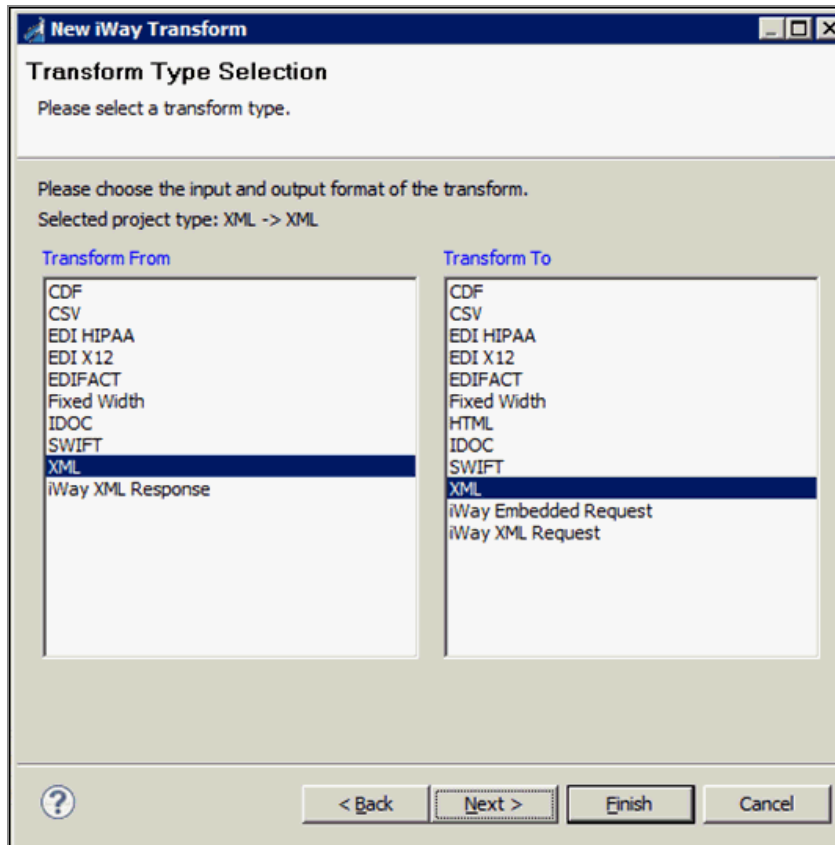 New iWay Transform
Transform Type Selection
Please select a transform type.
Please choose the input and output format of the transform.
Selected project type: XML -> XML
Transform From
CDF
CSV
EDI HIPAA
EDI X12
EDIFACT
Fixed Width
IDOC
SWIFT
XML
iWay XML Response
Transform To
CDF
CSV
EDI HIPAA
EDI X12
EDIFACT
Fixed Width
HTML
IDOC
SWIFT
XML
iWay Embedded Request
iWay XML Request
?
< Back
Next >
Finish
Cancel